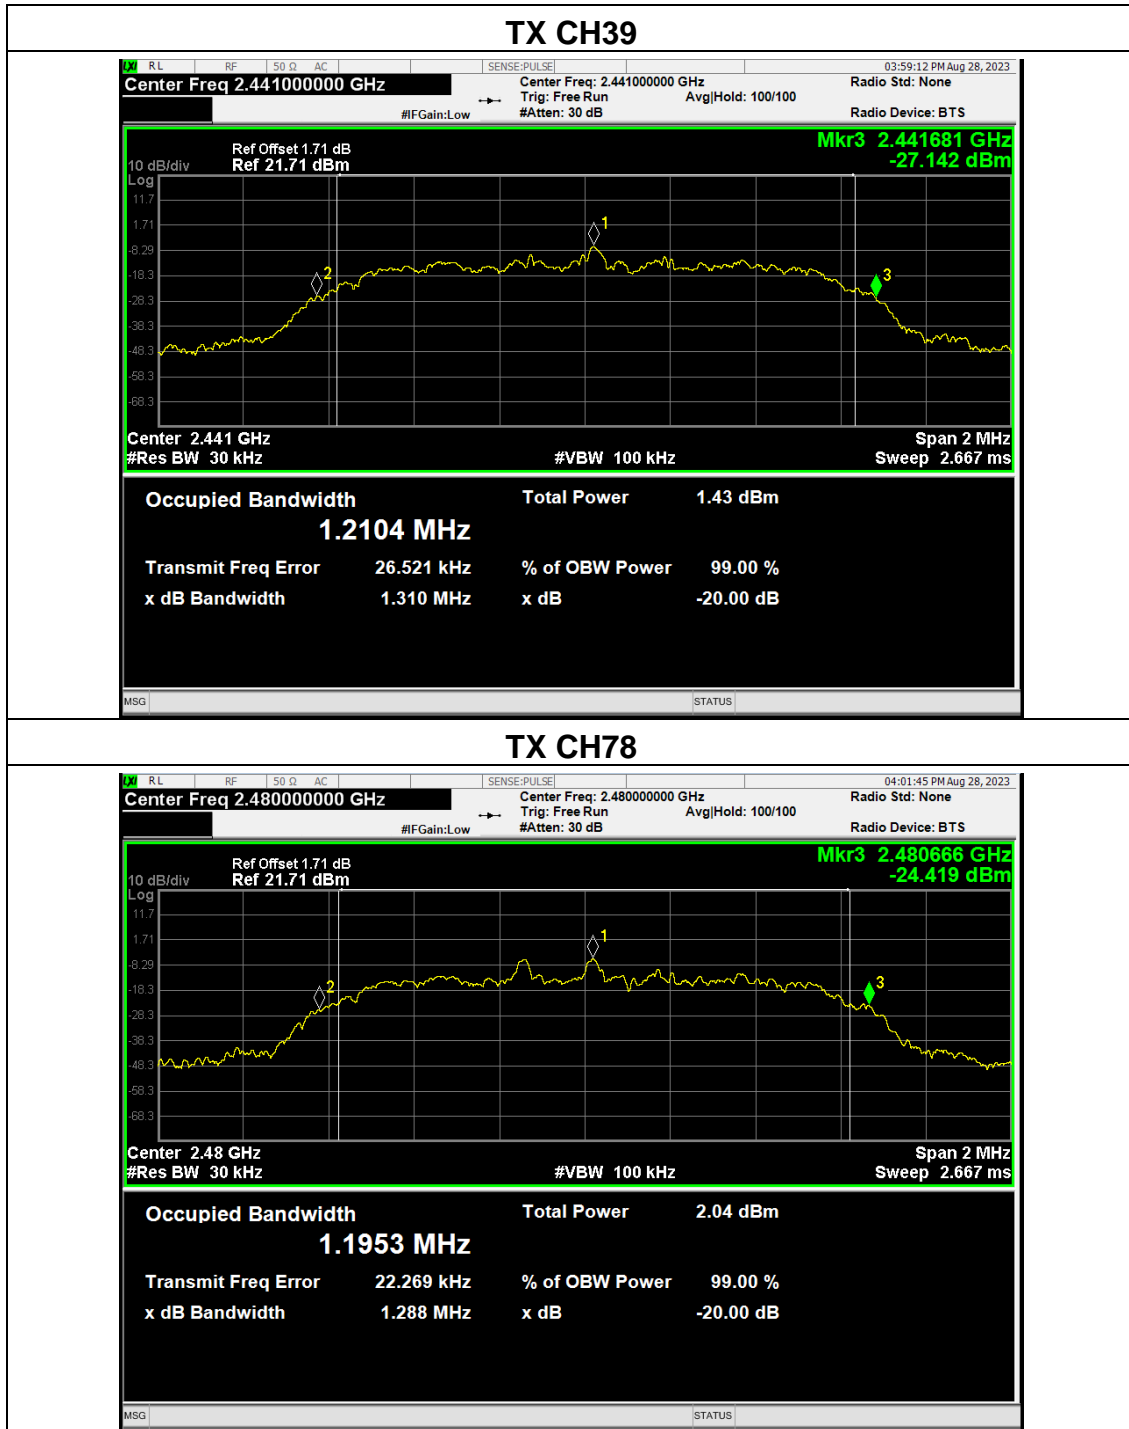 TX CH39
LXI RL RF 50 Ω AC SENSE:PULSE 03:59:12 PM Aug 28, 2023
Center Freq 2.441000000 GHz Center Freq: 2.441000000 GHz Radio Std: None
Trig: Free Run Avg|Hold: 100/100
#IFGain:Low #Atten: 30 dB Radio Device: BTS
Mkr3 2.441681 GHz
Ref Offset 1.71 dB -27.142 dBm
10 dB/div Ref 21.71 dBm
Log
11.7
1.71
-8.29
-18.3
-28.3
-38.3
-48.3
-58.3
-68.3
1
2
3
Center 2.441 GHz Span 2 MHz
#Res BW 30 kHz #VBW 100 kHz Sweep 2.667 ms
Occupied Bandwidth Total Power 1.43 dBm
1.2104 MHz
Transmit Freq Error 26.521 kHz % of OBW Power 99.00 %
x dB Bandwidth 1.310 MHz x dB -20.00 dB
MSG STATUS
TX CH78
LXI RL RF 50 Ω AC SENSE:PULSE 04:01:45 PM Aug 28, 2023
Center Freq 2.480000000 GHz Center Freq: 2.480000000 GHz Radio Std: None
Trig: Free Run Avg|Hold: 100/100
#IFGain:Low #Atten: 30 dB Radio Device: BTS
Mkr3 2.480666 GHz
Ref Offset 1.71 dB -24.419 dBm
10 dB/div Ref 21.71 dBm
Log
11.7
1.71
-8.29
-18.3
-28.3
-38.3
-48.3
-58.3
-68.3
1
2
3
Center 2.48 GHz Span 2 MHz
#Res BW 30 kHz #VBW 100 kHz Sweep 2.667 ms
Occupied Bandwidth Total Power 2.04 dBm
1.1953 MHz
Transmit Freq Error 22.269 kHz % of OBW Power 99.00 %
x dB Bandwidth 1.288 MHz x dB -20.00 dB
MSG STATUS